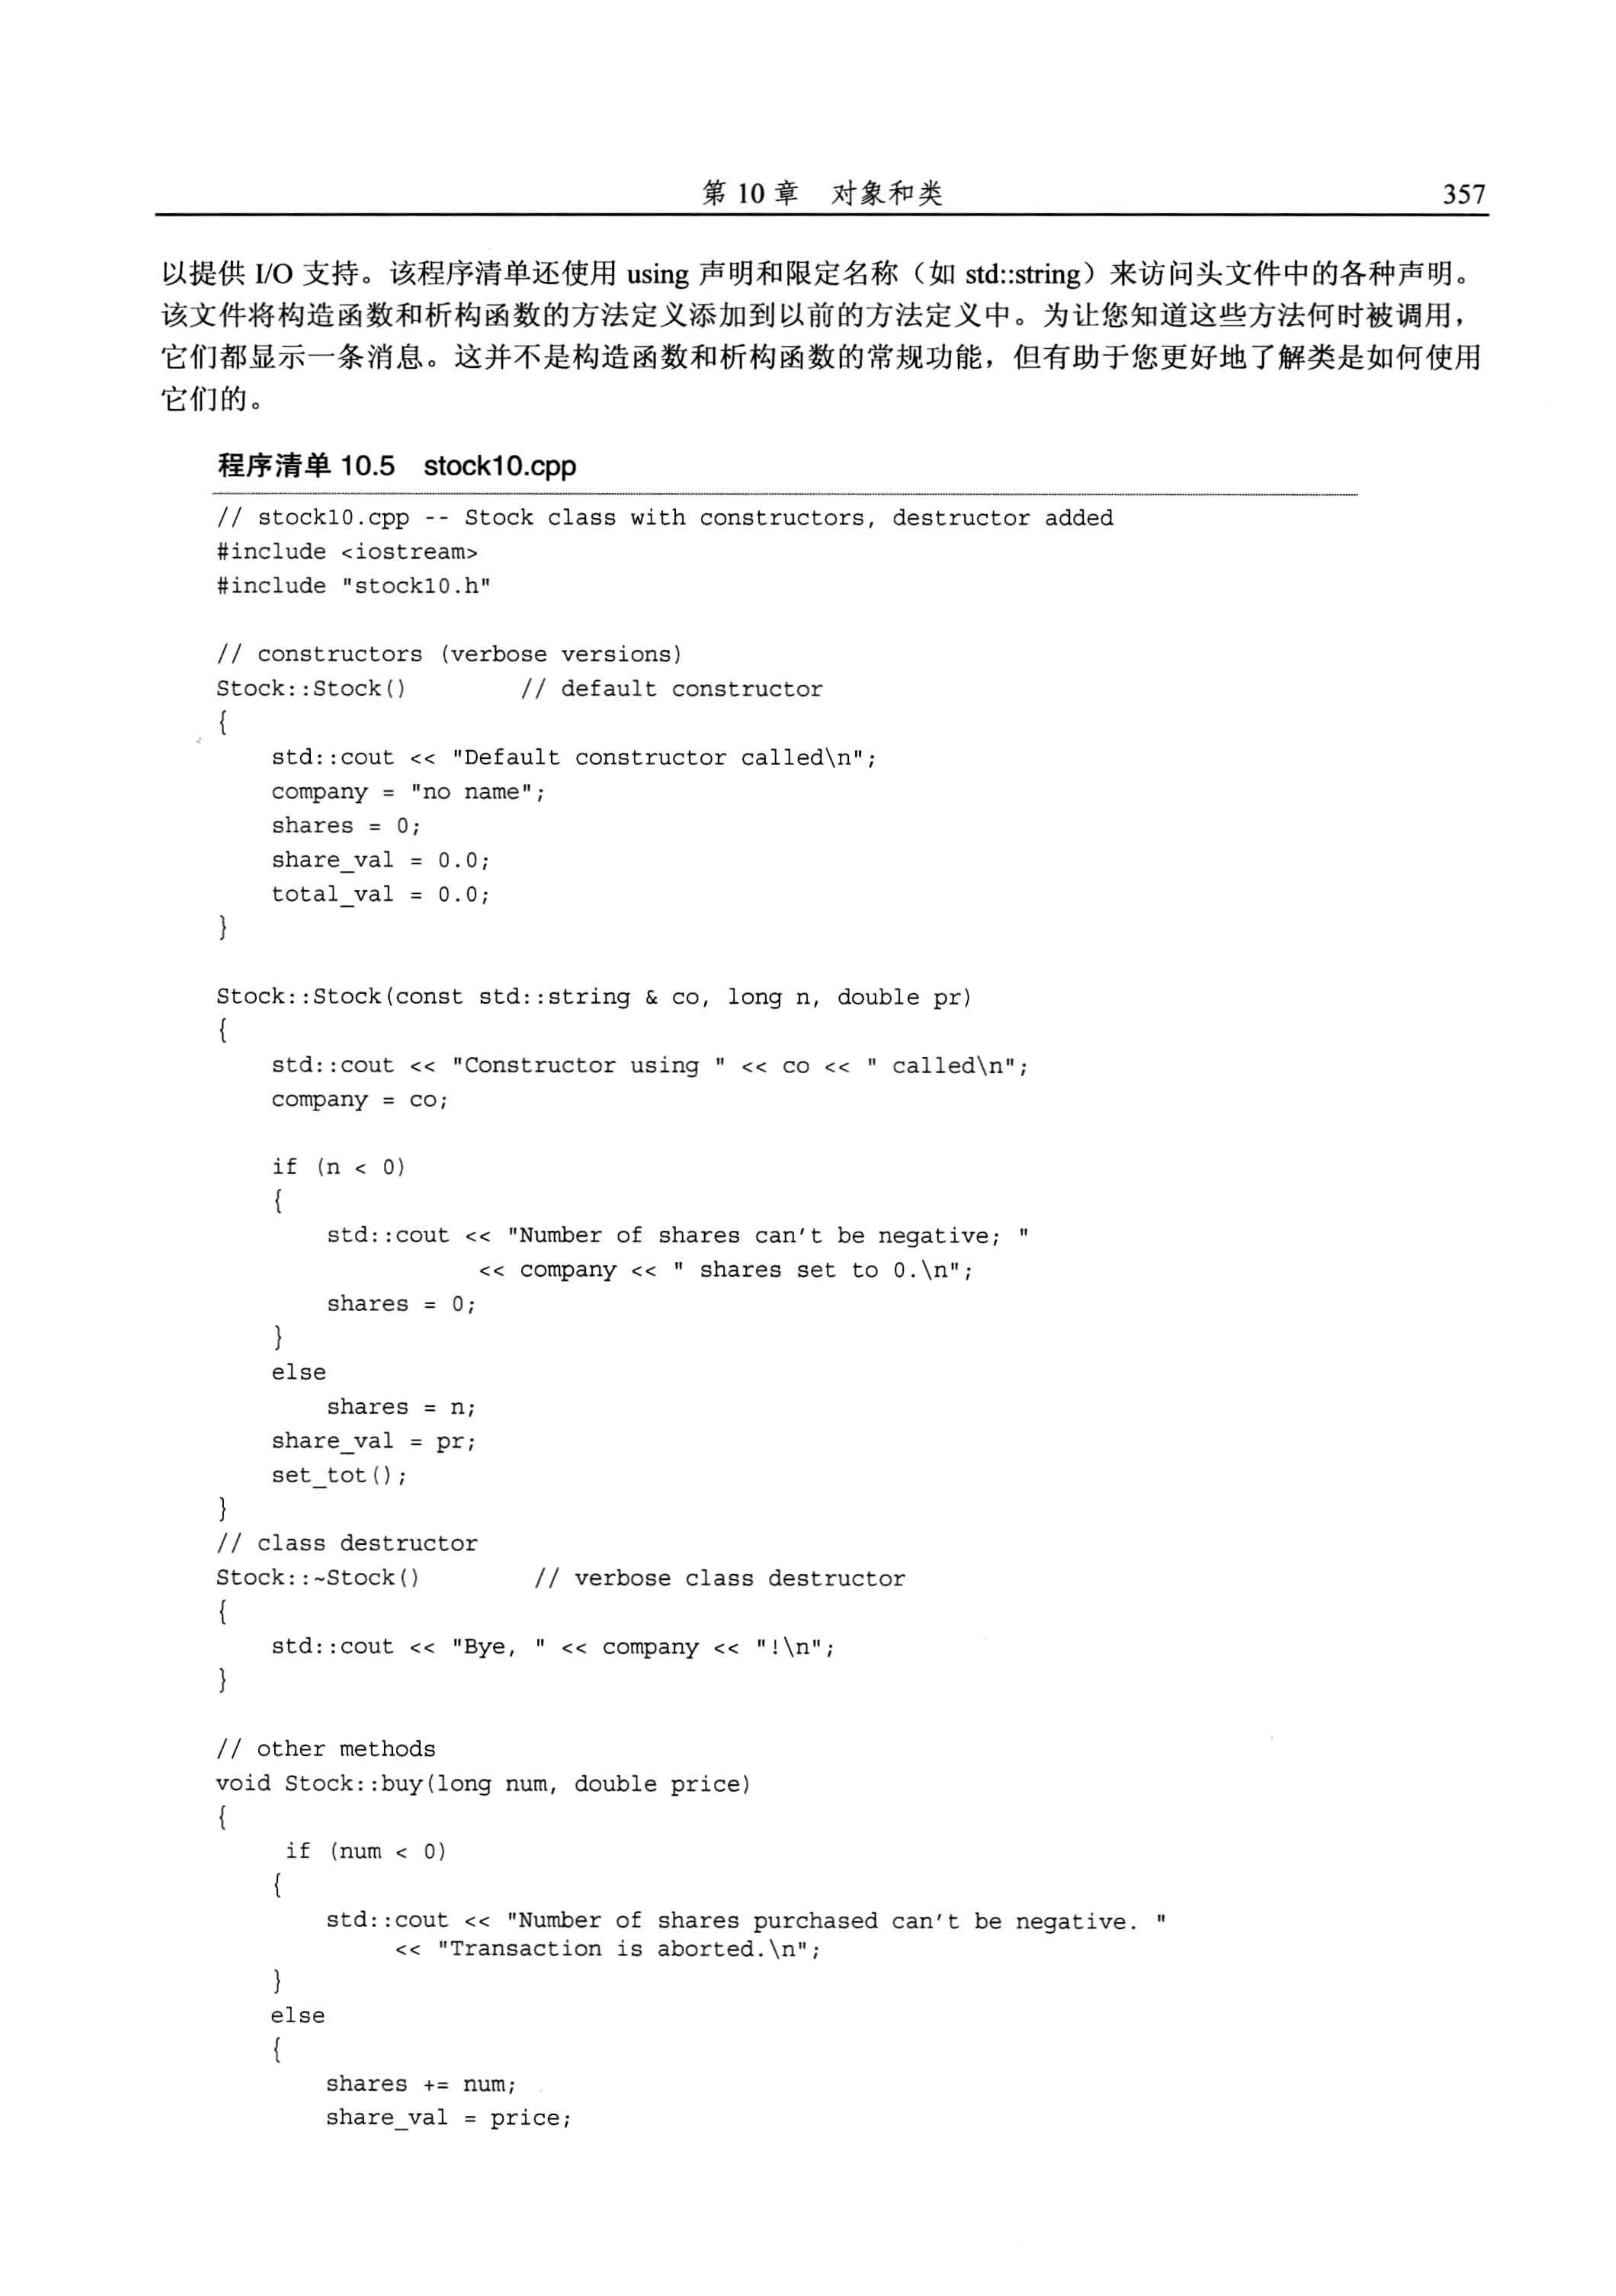 第 10 章 对象和类 357
以提供 I/O 支持。该程序清单还使用 using 声明和限定名称（如 std::string）来访问头文件中的各种声明。
该文件将构造函数和析构函数的方法定义添加到以前的方法定义中。为让您知道这些方法何时被调用，
它们都显示一条消息。这并不是构造函数和析构函数的常规功能，但有助于您更好地了解类是如何使用
它们的。
程序清单 10.5 stock10.cpp
// stock10.cpp -- Stock class with constructors, destructor added
#include <iostream>
#include "stock10.h"
// constructors (verbose versions)
Stock::Stock() // default constructor
{
std::cout << "Default constructor called\n";
company = "no name";
shares = 0;
share_val = 0.0;
total_val = 0.0;
}
Stock::Stock(const std::string & co, long n, double pr)
{
std::cout << "Constructor using " << co << " called\n";
company = co;
if (n < 0)
{
std::cout << "Number of shares can't be negative; "
<< company << " shares set to 0.\n";
shares = 0;
}
else
shares = n;
share_val = pr;
set_tot();
}
// class destructor
Stock::~Stock() // verbose class destructor
{
std::cout << "Bye, " << company << "!\n";
}
// other methods
void Stock::buy(long num, double price)
{
if (num < 0)
{
std::cout << "Number of shares purchased can't be negative. "
<< "Transaction is aborted.\n";
}
else
{
shares += num;
share_val = price;